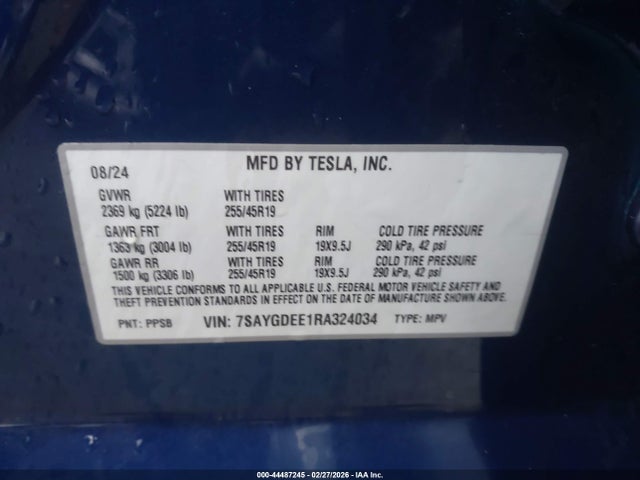 08/24 MFD BY TESLA, INC.
GVWR WITH TIRES
2369 kg (5224 lb) 255/45R19
GAWR FRT WITH TIRES RIM COLD TIRE PRESSURE
1363 kg (3004 lb) 255/45R19 19X9.5J 290 kPa, 42 psi
GAWR RR WITH TIRES RIM COLD TIRE PRESSURE
1500 kg (3306 lb) 255/45R19 19X9.5J 290 kPa, 42 psi
THIS VEHICLE CONFORMS TO ALL APPLICABLE U.S. FEDERAL MOTOR VEHICLE SAFETY AND
THEFT PREVENTION STANDARDS IN EFFECT ON THE DATE OF MANUFACTURE SHOWN ABOVE.
PNT: PPSB VIN: 7SAYGDEE1RA324034 TYPE: MPV
000-44487245 - 02/27/2026 - IAA Inc.